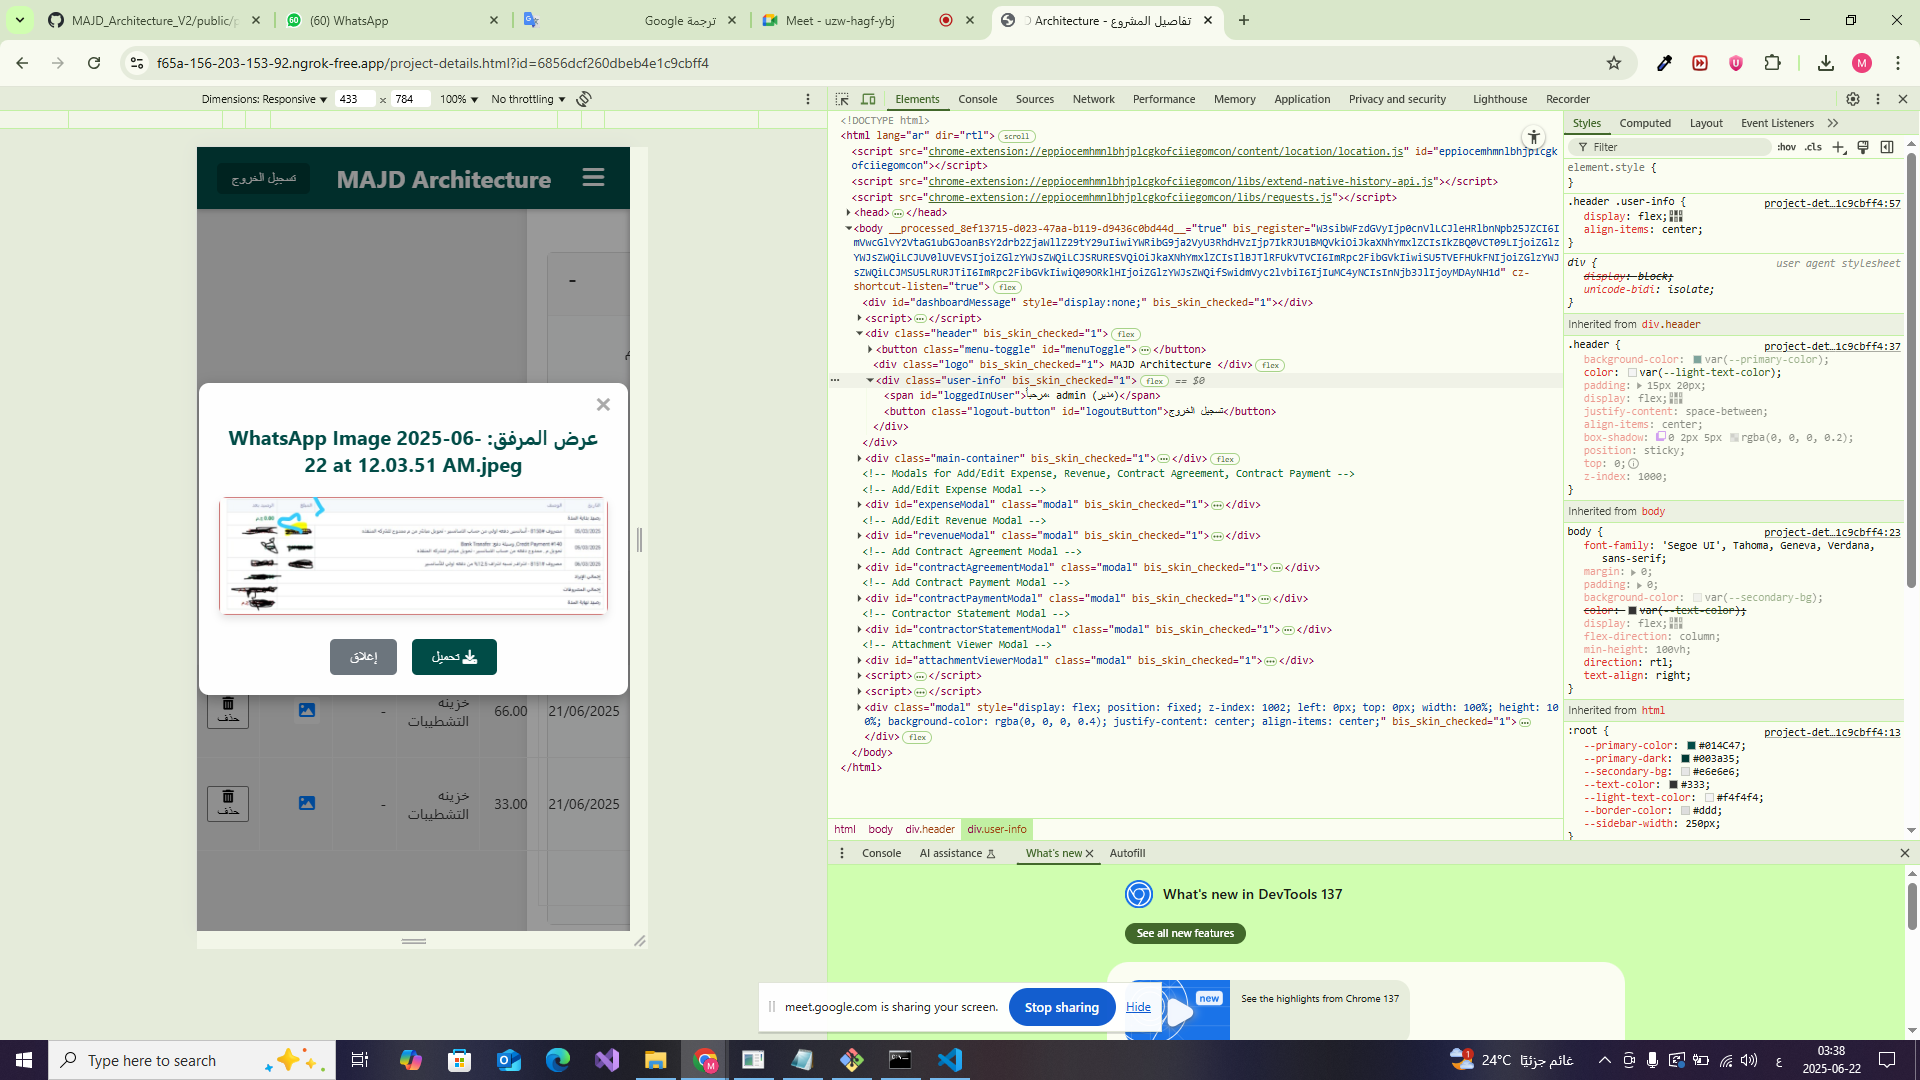 MAJD_Architecture_V2/public/p
(60) WhatsApp
ترجمة Google
Meet - uzw-hagf-ybj
تفاصيل المشروع - Architecture
f65a-156-203-153-92.ngrok-free.app/project-details.html?id=6856dcf260dbeb4e1c9cbff4
Dimensions: Responsive 433 x 784 100% No throttling
Elements Console Sources Network Performance Memory Application Privacy and security Lighthouse Recorder
تسجيل الخروج
MAJD Architecture
عرض المرفق: WhatsApp Image 2025-06-
22 at 12.03.51 AM.jpeg
إغلاق
تحميل
حذف
-
خزينه التشطيبات
66.00
21/06/2025
حذف
-
خزينه التشطيبات
33.00
21/06/2025
<!DOCTYPE html>
<html lang="ar" dir="rtl"> scroll
<script src="chrome-extension://eppiocemhmnlbhjplcgkofciiegomcon/content/location/location.js" id="eppiocemhmnlbhjplcgk
ofciiegomcon"></script>
<script src="chrome-extension://eppiocemhmnlbhjplcgkofciiegomcon/libs/extend-native-history-api.js"></script>
<script src="chrome-extension://eppiocemhmnlbhjplcgkofciiegomcon/libs/requests.js"></script>
<head> </head>
shortcut-listen="true"> flex
<div id="dashboardMessage" style="display:none;" bis_skin_checked="1"></div>
<script> </script>
<div class="header" bis_skin_checked="1"> flex
<button class="menu-toggle" id="menuToggle"> </button>
<div class="logo" bis_skin_checked="1"> MAJD Architecture </div> flex
<div class="user-info" bis_skin_checked="1"> flex == $0
<span id="loggedInUser">مرحباً، admin (مدير)</span>
<button class="logout-button" id="logoutButton">تسجيل الخروج</button>
</div>
</div>
<div class="main-container" bis_skin_checked="1"> </div> flex
<!-- Modals for Add/Edit Expense, Revenue, Contract Agreement, Contract Payment -->
<!-- Add/Edit Expense Modal -->
<div id="expenseModal" class="modal" bis_skin_checked="1"> </div>
<!-- Add/Edit Revenue Modal -->
<div id="revenueModal" class="modal" bis_skin_checked="1"> </div>
<!-- Add Contract Agreement Modal -->
<div id="contractAgreementModal" class="modal" bis_skin_checked="1"> </div>
<!-- Add Contract Payment Modal -->
<div id="contractPaymentModal" class="modal" bis_skin_checked="1"> </div>
<!-- Contractor Statement Modal -->
<div id="contractorStatementModal" class="modal" bis_skin_checked="1"> </div>
<!-- Attachment Viewer Modal -->
<div id="attachmentViewerModal" class="modal" bis_skin_checked="1"> </div>
<script> </script>
<script> </script>
<div class="modal" style="display: flex; position: fixed; z-index: 1002; left: 0px; top: 0px; width: 100%; height: 10
0%; background-color: rgba(0, 0, 0, 0.4); justify-content: center; align-items: center;" bis_skin_checked="1">
</div> flex
</body>
</html>
html body div.header div.user-info
Styles Computed Layout Event Listeners
Filter :hov .cls
element.style {
}
.header .user-info { project-det…1c9cbff4:57
display: flex;
align-items: center;
}
div { user agent stylesheet
display: block;
unicode-bidi: isolate;
}
Inherited from div.header
.header { project-det…1c9cbff4:37
background-color: var(--primary-color);
color: var(--light-text-color);
padding: 15px 20px;
display: flex;
justify-content: space-between;
align-items: center;
box-shadow: 0 2px 5px rgba(0, 0, 0, 0.2);
position: sticky;
top: 0;
z-index: 1000;
}
Inherited from body
body { project-det…1c9cbff4:23
font-family: 'Segoe UI', Tahoma, Geneva, Verdana,
sans-serif;
margin: 0;
padding: 0;
background-color: var(--secondary-bg);
color: var(--text-color);
display: flex;
flex-direction: column;
min-height: 100vh;
direction: rtl;
text-align: right;
}
Inherited from html
:root { project-det…1c9cbff4:13
--primary-color: #014C47;
--primary-dark: #003a35;
--secondary-bg: #e6e6e6;
--text-color: #333;
--light-text-color: #f4f4f4;
--border-color: #ddd;
--sidebar-width: 250px;
}
Console AI assistance What's new Autofill
What's new in DevTools 137
See all new features
new
See the highlights from Chrome 137
meet.google.com is sharing your screen. Stop sharing Hide
Type here to search
24°C غائم جزئيًا
ع
03:38
2025-06-22